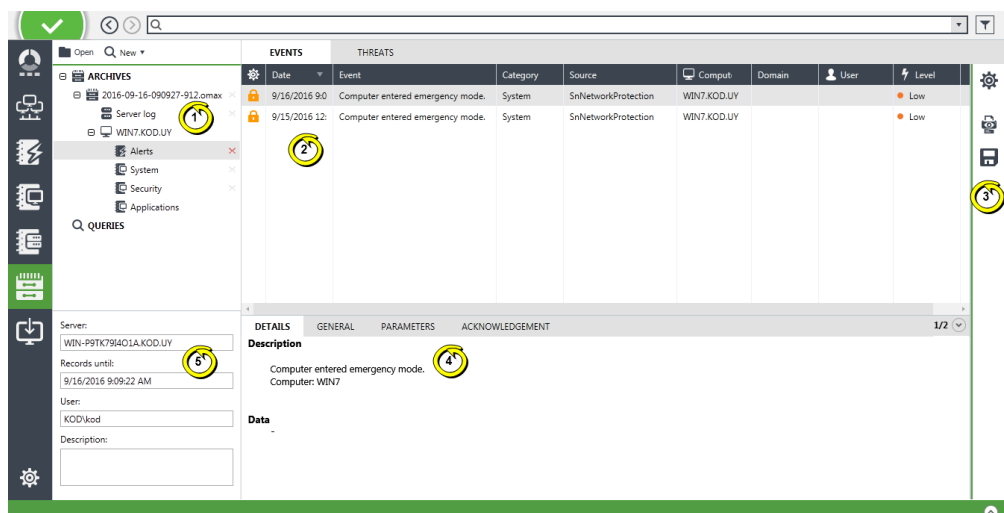 Open New
EVENTS THREATS
ARCHIVES
2016-09-16-090927-912.omax
Server log
1
WIN7.KOD.UY
Alerts
System
Security
Applications
QUERIES
Date Event Category Source Comput Domain User Level
9/16/2016 9:0 Computer entered emergency mode. System SnNetworkProtection WIN7.KOD.UY Low
9/15/2016 12: Computer entered emergency mode. System SnNetworkProtection WIN7.KOD.UY Low
2
3
Server:
WIN-P9TK79I4O1A.KOD.UY
Records until:
5
9/16/2016 9:09:22 AM
User:
KOD\kod
Description:
DETAILS GENERAL PARAMETERS ACKNOWLEDGEMENT 1/2
Description
4
Computer entered emergency mode.
Computer: WIN7
Data
-